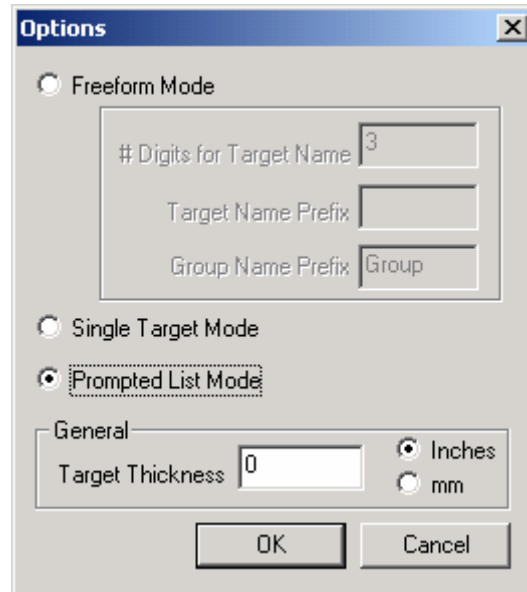 Options
Freeform Mode
# Digits for Target Name 3
Target Name Prefix
Group Name Prefix Group
Single Target Mode
Prompted List Mode
General
Target Thickness 0 Inches
mm
OK Cancel